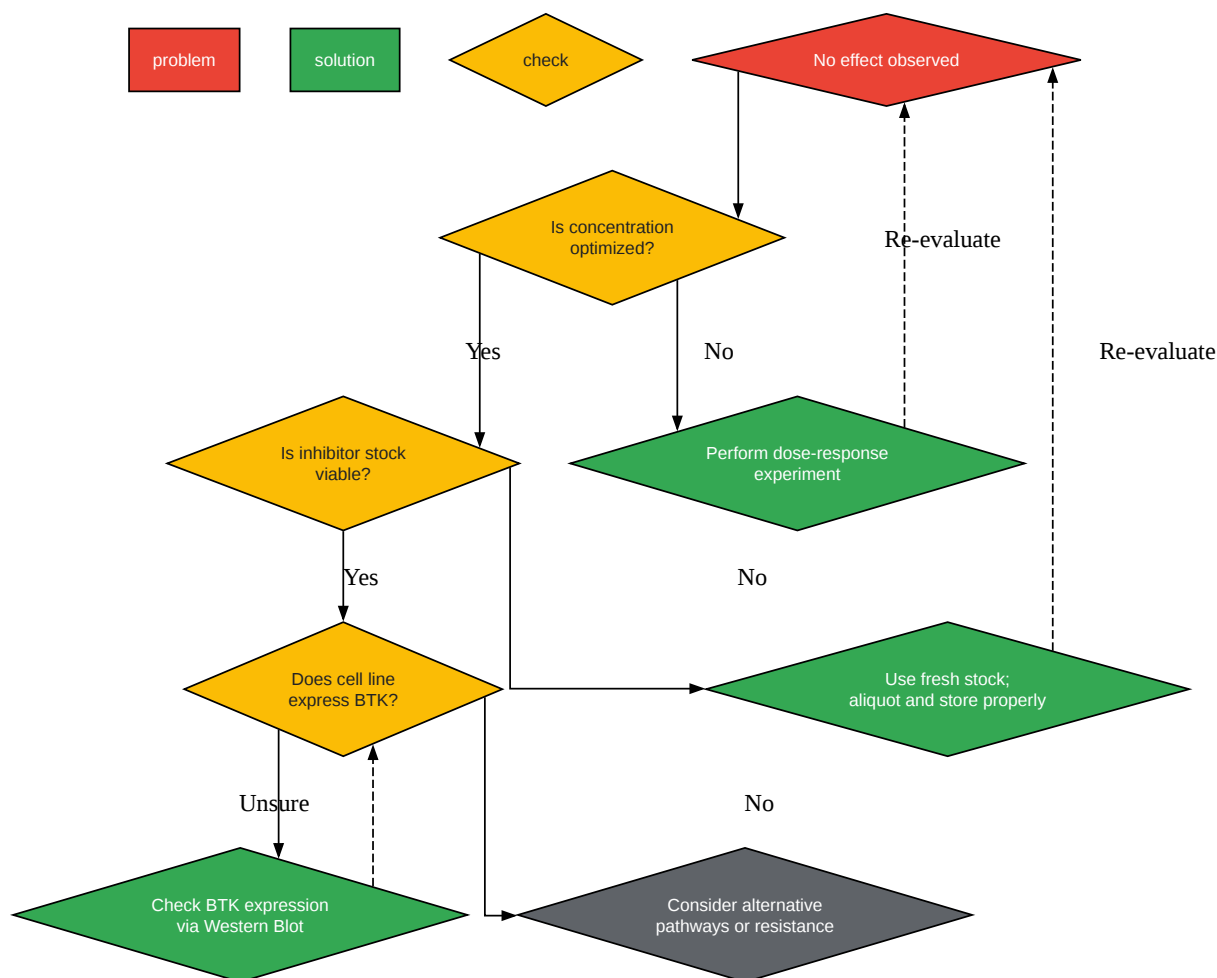 problem
solution
check
No effect observed
Is concentration
optimized?
Re-evaluate
Yes
No
Re-evaluate
Is inhibitor stock
viable?
Perform dose-response
experiment
Yes
No
Does cell line
express BTK?
Use fresh stock;
aliquot and store properly
Unsure
No
Check BTK expression
via Western Blot
Consider alternative
pathways or resistance